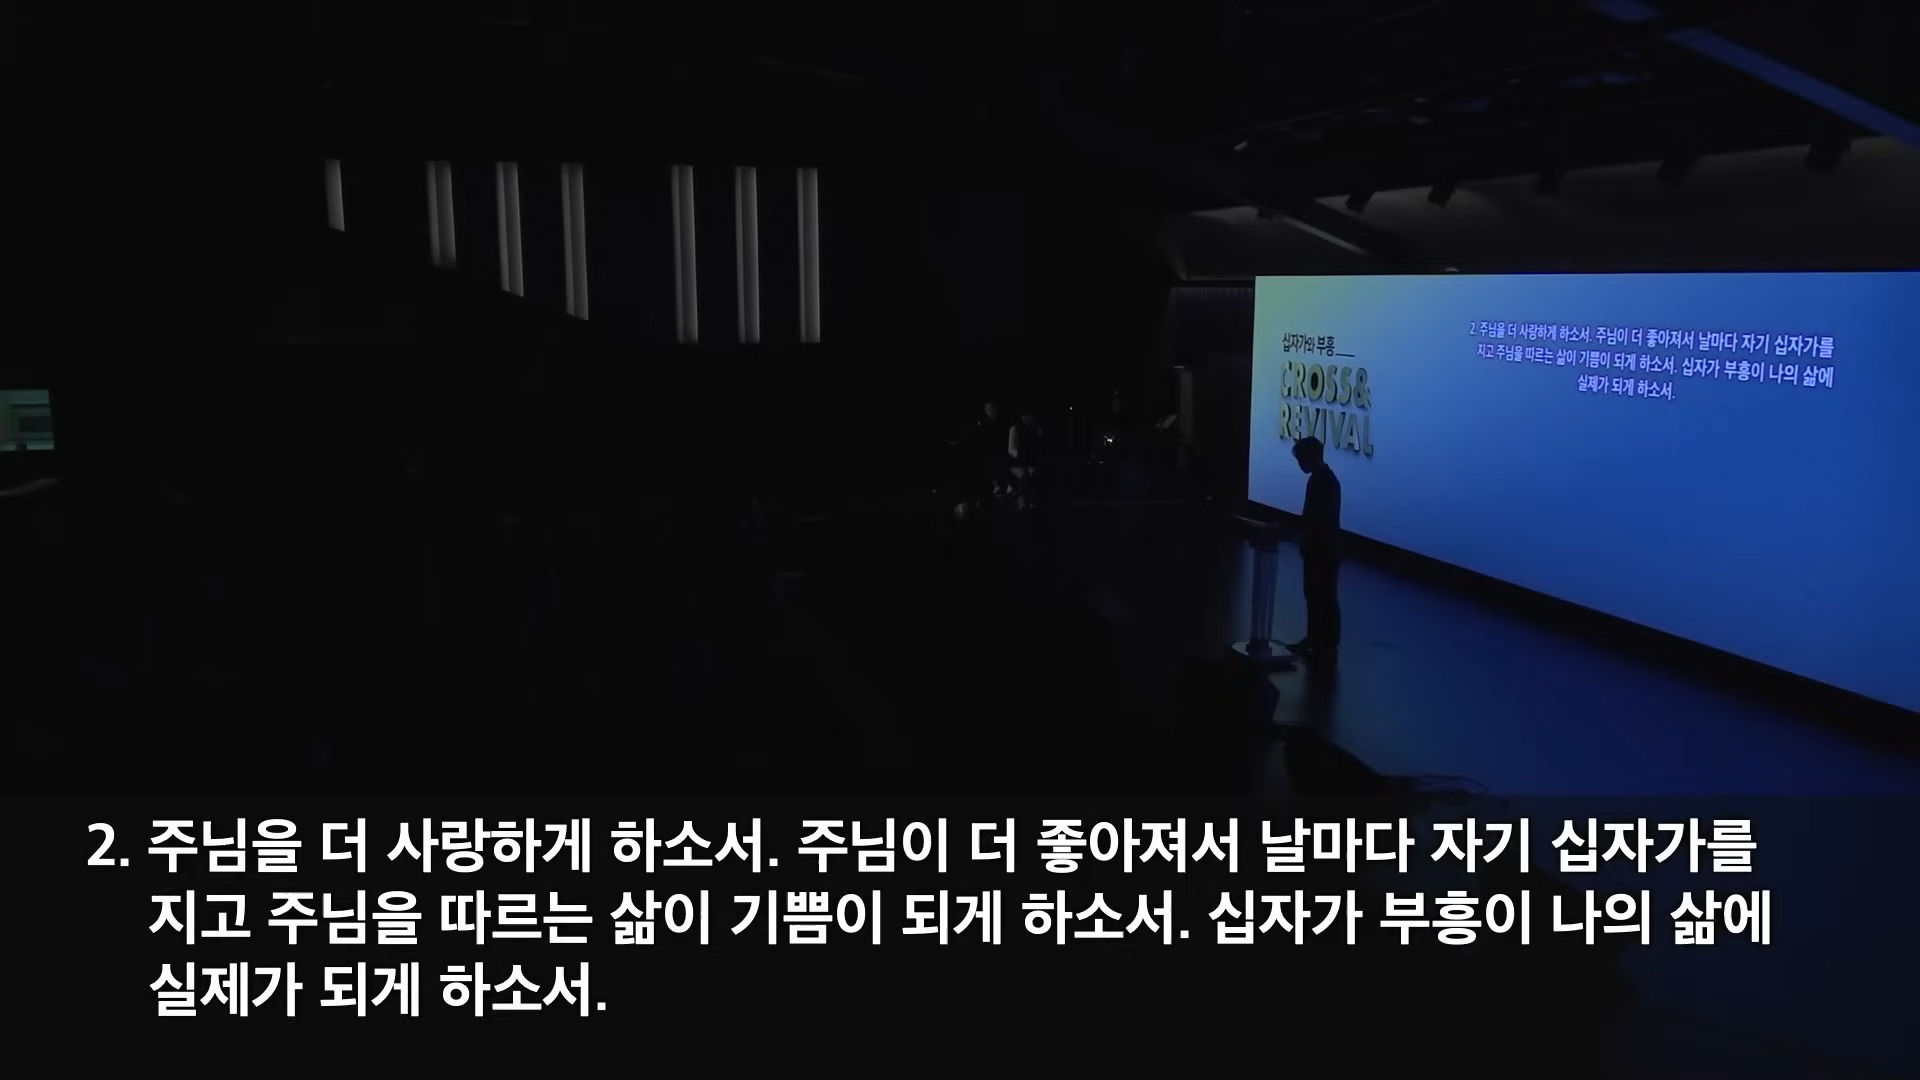 십자가와 부흥
CROSS&
REVIVAL
2. 주님을 더 사랑하게 하소서. 주님이 더 좋아져서 날마다 자기 십자가를
지고 주님을 따르는 삶이 기쁨이 되게 하소서. 십자가 부흥이 나의 삶에
실제가 되게 하소서.
2. 주님을 더 사랑하게 하소서. 주님이 더 좋아져서 날마다 자기 십자가를
지고 주님을 따르는 삶이 기쁨이 되게 하소서. 십자가 부흥이 나의 삶에
실제가 되게 하소서.